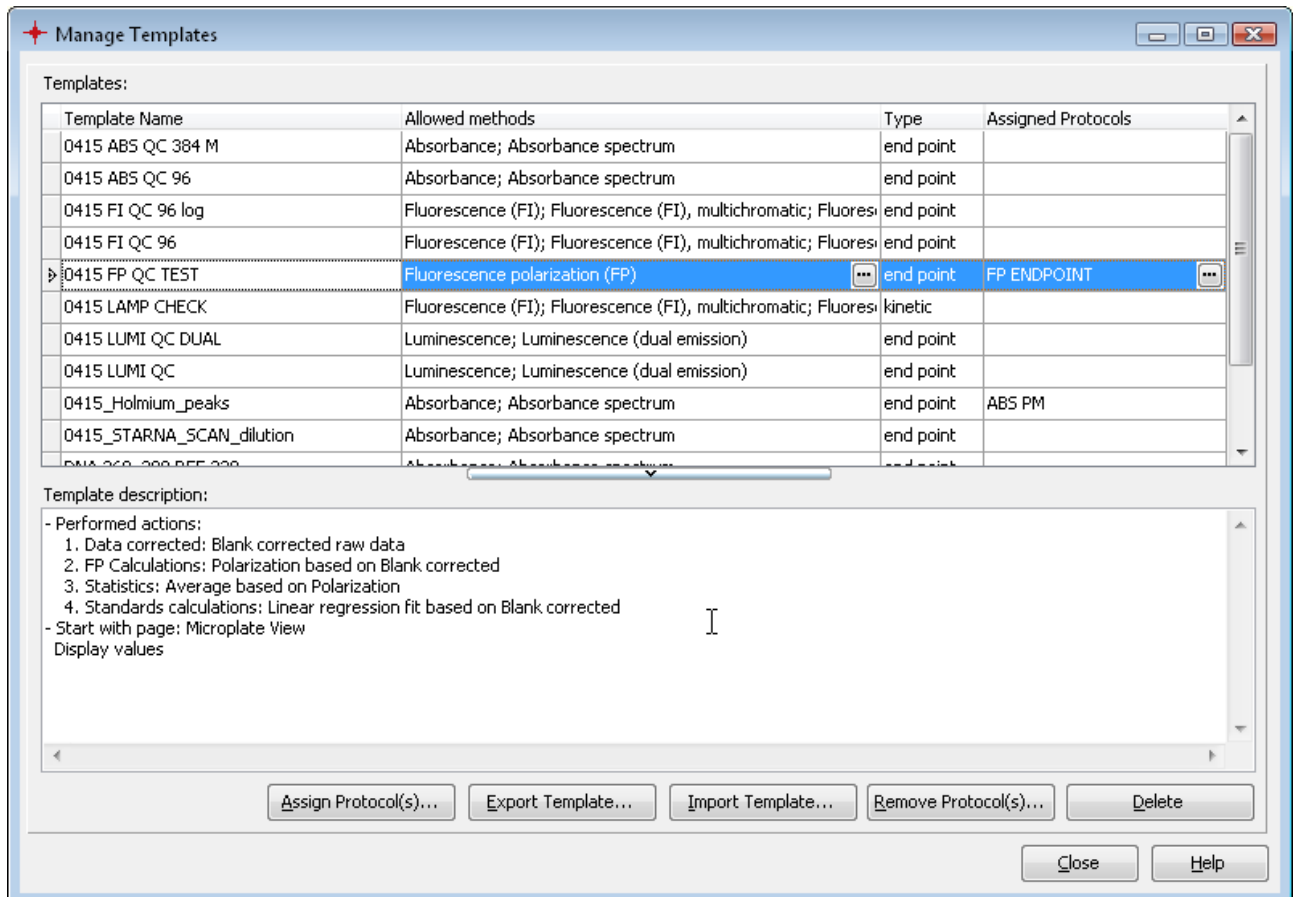 Manage Templates
Templates:
Template Name Allowed methods Type Assigned Protocols
0415 ABS QC 384 M Absorbance; Absorbance spectrum end point
0415 ABS QC 96 Absorbance; Absorbance spectrum end point
0415 FI QC 96 log Fluorescence (FI); Fluorescence (FI), multichromatic; Fluores end point
0415 FI QC 96 Fluorescence (FI); Fluorescence (FI), multichromatic; Fluores end point
0415 FP QC TEST Fluorescence polarization (FP) ... end point FP ENDPOINT ...
0415 LAMP CHECK Fluorescence (FI); Fluorescence (FI), multichromatic; Fluores kinetic
0415 LUMI QC DUAL Luminescence; Luminescence (dual emission) end point
0415 LUMI QC Luminescence; Luminescence (dual emission) end point
0415_Holmium_peaks Absorbance; Absorbance spectrum end point ABS PM
0415_STARNA_SCAN_dilution Absorbance; Absorbance spectrum end point
Template description:
- Performed actions:
1. Data corrected: Blank corrected raw data
2. FP Calculations: Polarization based on Blank corrected
3. Statistics: Average based on Polarization
4. Standards calculations: Linear regression fit based on Blank corrected
- Start with page: Microplate View
Display values
Assign Protocol(s)... Export Template... Import Template... Remove Protocol(s)... Delete
Close Help